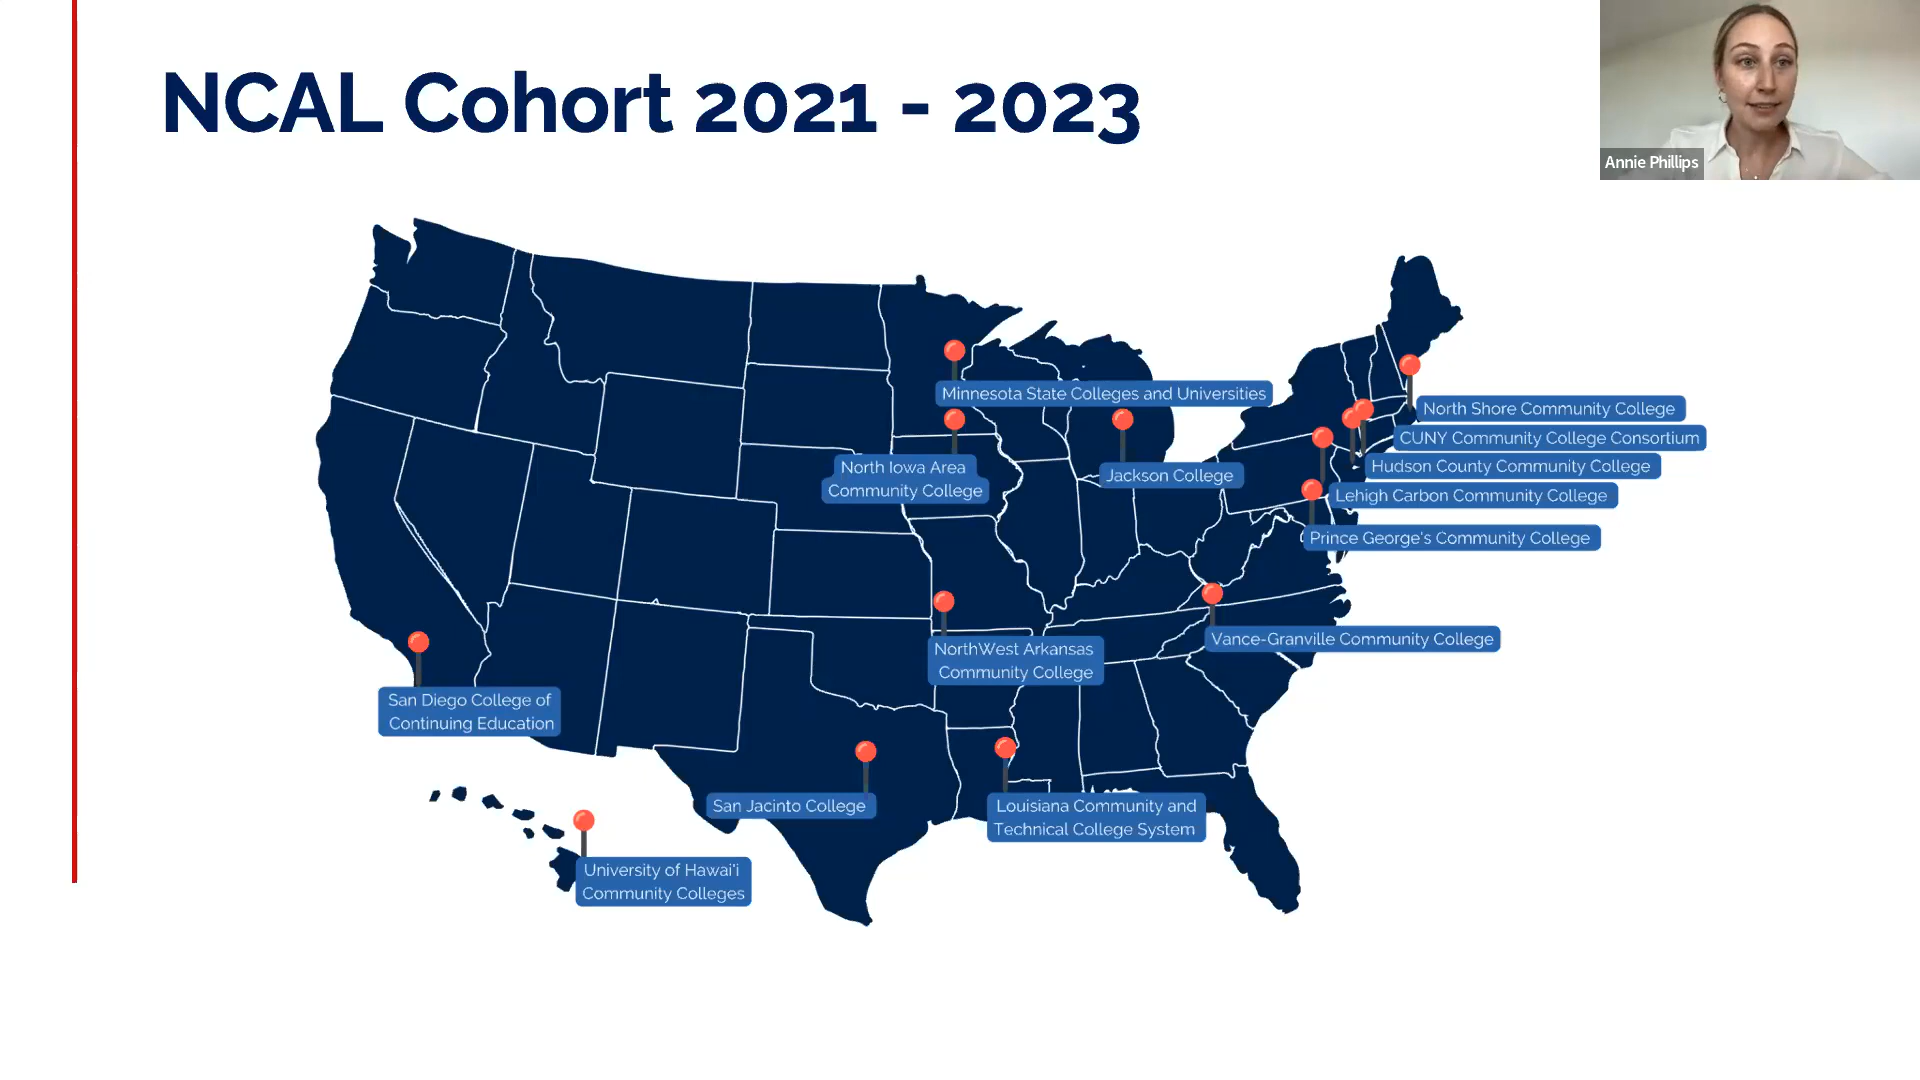 NCAL Cohort 2021 - 2023
Annie Phillips
Minnesota State Colleges and Universities
North Shore Community College
CUNY Community College Consortium
North Iowa Area
Community College
Jackson College
Hudson County Community College
Lehigh Carbon Community College
Prince George's Community College
Vance-Granville Community College
NorthWest Arkansas
Community College
San Diego College of
Continuing Education
San Jacinto College
Louisiana Community and
Technical College System
University of Hawai'i
Community Colleges